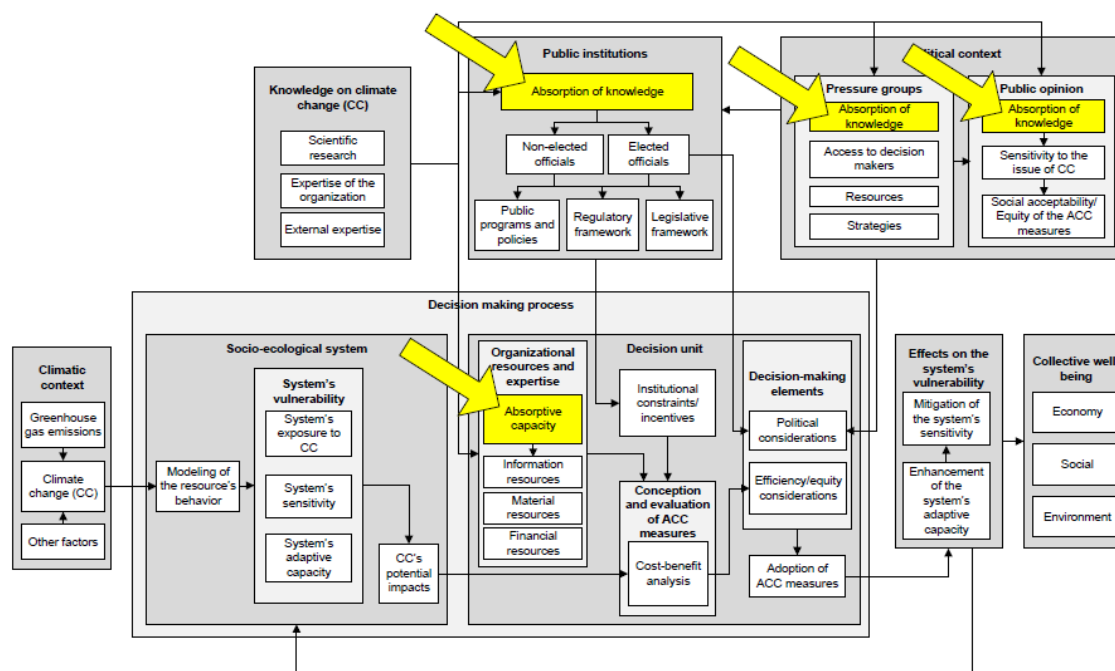 Public institutions
Absorption of knowledge
Non-elected
officials
Elected
officials
Public
programs and
policies
Regulatory
framework
Legislative
framework
Knowledge on climate
change (CC)
Scientific
research
Expertise of the
organization
External expertise
litical context
Pressure groups
Absorption of
knowledge
Access to decision
makers
Resources
Strategies
Public opinion
Absorption of
knowledge
Sensitivity to the
issue of CC
Social acceptability/
Equity of the ACC
measures
Decision making process
Climatic
context
Greenhouse
gas emissions
Climate
change (CC)
Other factors
Socio-ecological system
Modeling of
the resource's
behavior
System's
vulnerability
System's
exposure to
CC
System's
sensitivity
System's
adaptive
capacity
CC's
potential
impacts
Decision unit
Organizational
resources and
expertise
Absorptive
capacity
Information
resources
Material
resources
Financial
resources
Institutional
constraints/
incentives
Conception
and evaluation
of ACC
measures
Cost-benefit
analysis
Decision-making
elements
Political
considerations
Efficiency/equity
considerations
Adoption of
ACC measures
Effects on the
system's
vulnerability
Mitigation of
the system's
sensitivity
Enhancement
of the
system's
adaptive
capacity
Collective well
being
Economy
Social
Environment